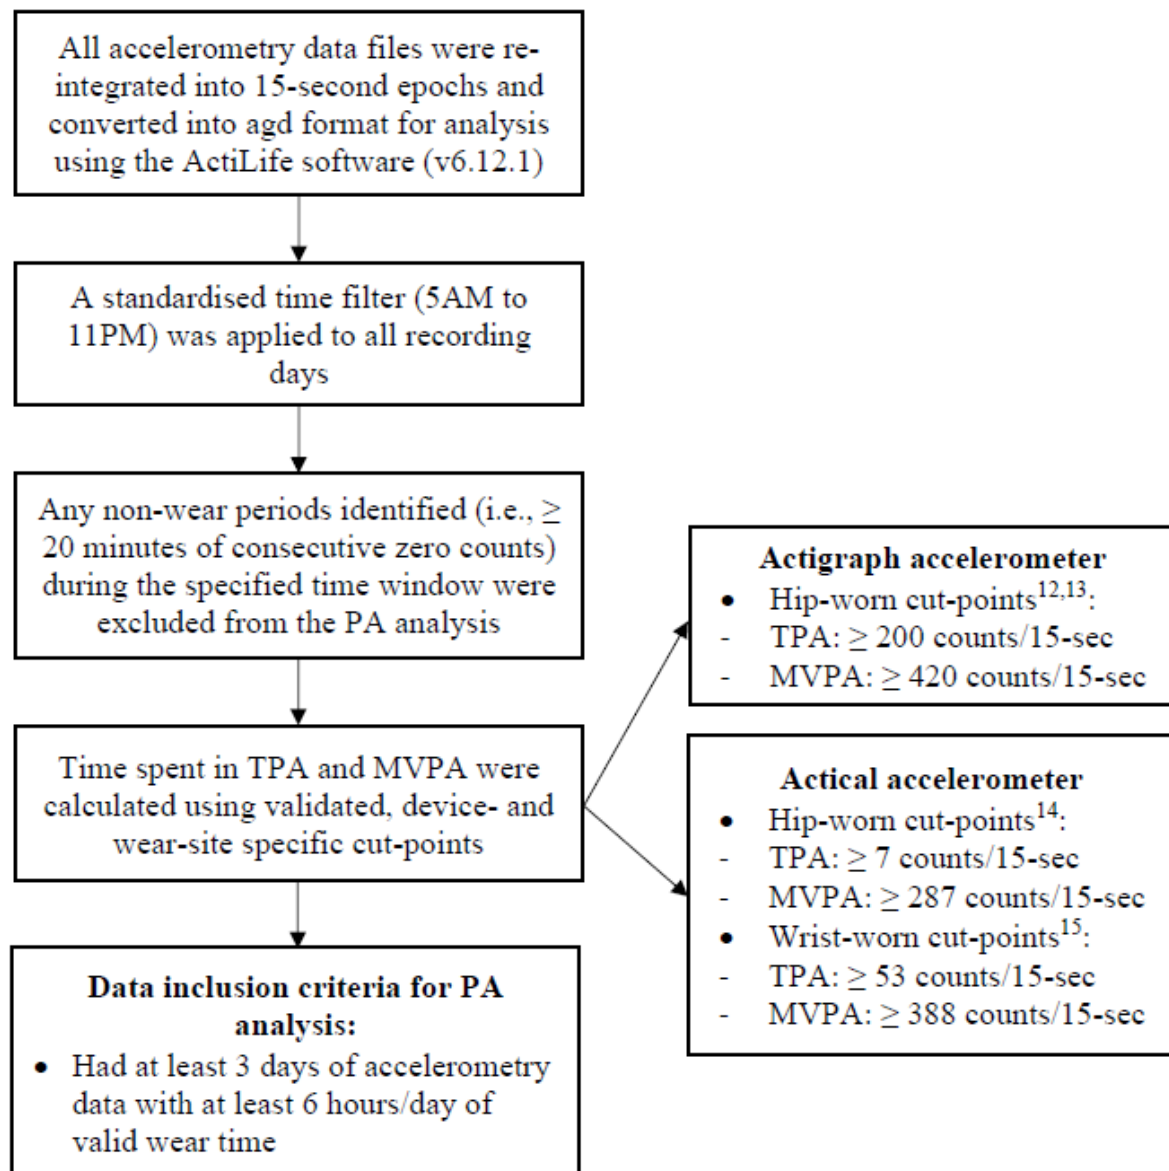 All accelerometry data files were re-
integrated into 15-second epochs and
converted into agd format for analysis
using the ActiLife software (v6.12.1)
A standardised time filter (5AM to
11PM) was applied to all recording
days
Any non-wear periods identified (i.e., ≥
20 minutes of consecutive zero counts)
during the specified time window were
excluded from the PA analysis
Time spent in TPA and MVPA were
calculated using validated, device- and
wear-site specific cut-points
Actigraph accelerometer
• Hip-worn cut-points12,13:
- TPA: ≥ 200 counts/15-sec
- MVPA: ≥ 420 counts/15-sec
Actical accelerometer
• Hip-worn cut-points14:
- TPA: ≥ 7 counts/15-sec
- MVPA: ≥ 287 counts/15-sec
• Wrist-worn cut-points15:
- TPA: ≥ 53 counts/15-sec
- MVPA: ≥ 388 counts/15-sec
Data inclusion criteria for PA
analysis:
• Had at least 3 days of accelerometry
data with at least 6 hours/day of
valid wear time